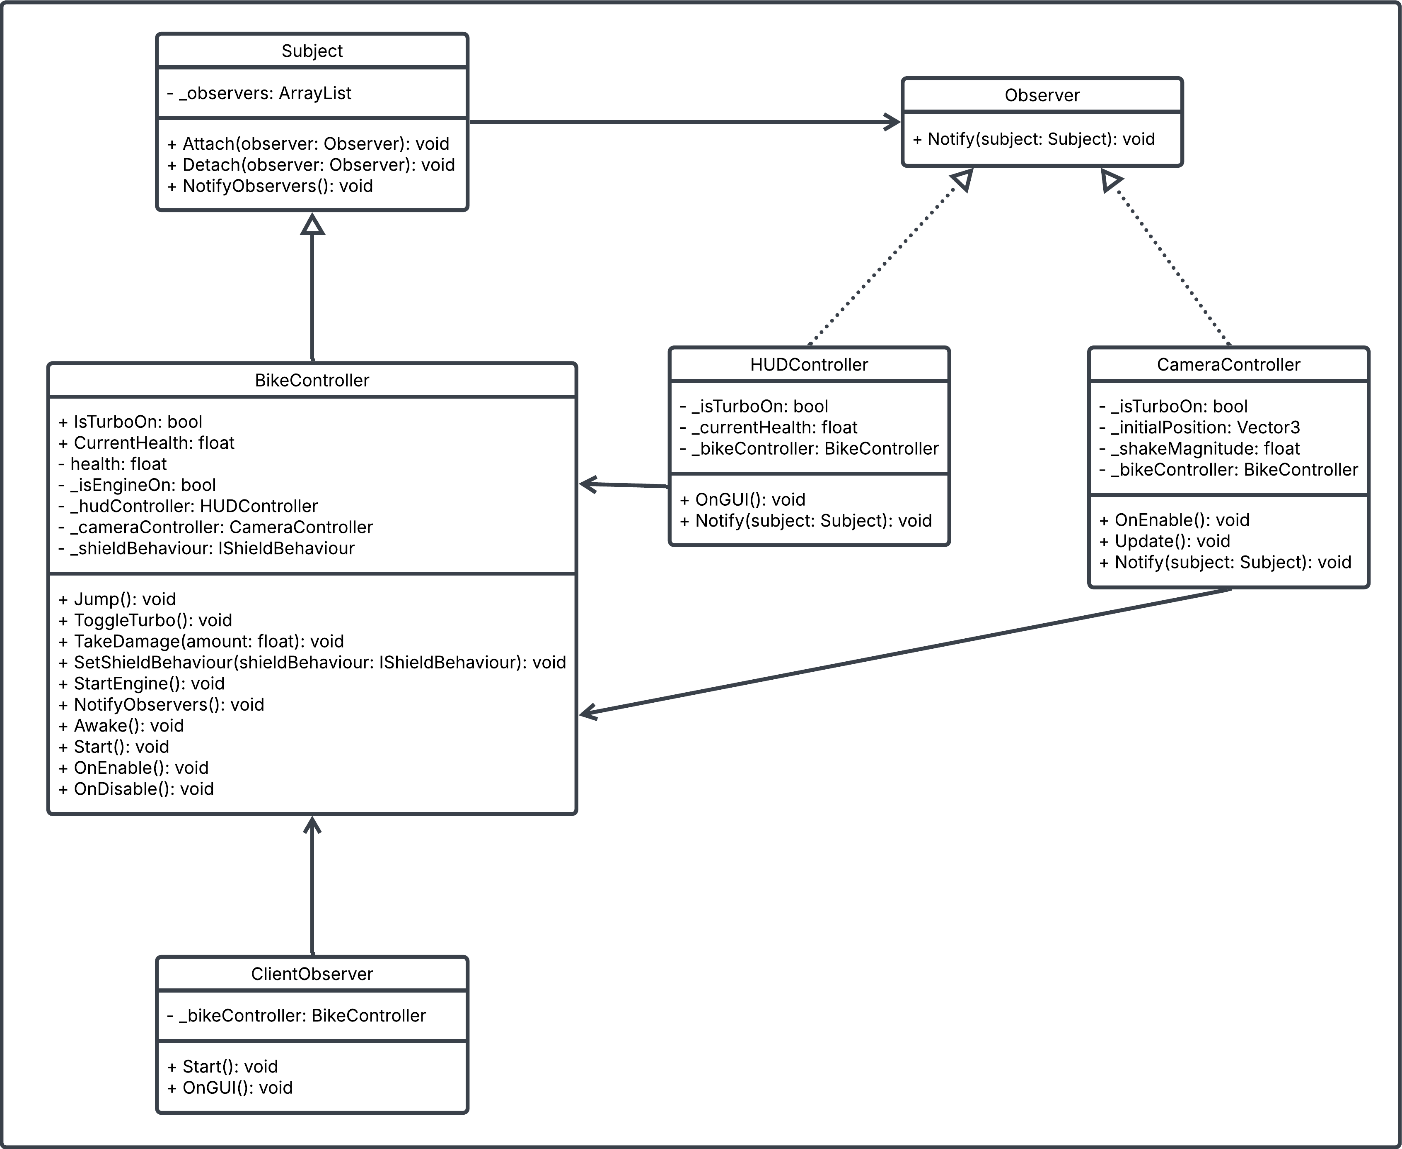 Subject
- _observers: ArrayList
+ Attach(observer: Observer): void
+ Detach(observer: Observer): void
+ NotifyObservers(): void
Observer
+ Notify(subject: Subject): void
BikeController
+ IsTurboOn: bool
+ CurrentHealth: float
- health: float
- _isEngineOn: bool
- _hudController: HUDController
- _cameraController: CameraController
- _shieldBehaviour: IShieldBehaviour
+ Jump(): void
+ ToggleTurbo(): void
+ TakeDamage(amount: float): void
+ SetShieldBehaviour(shieldBehaviour: IShieldBehaviour): void
+ StartEngine(): void
+ NotifyObservers(): void
+ Awake(): void
+ Start(): void
+ OnEnable(): void
+ OnDisable(): void
HUDController
- _isTurboOn: bool
- _currentHealth: float
- _bikeController: BikeController
+ OnGUI(): void
+ Notify(subject: Subject): void
CameraController
- _isTurboOn: bool
- _initialPosition: Vector3
- _shakeMagnitude: float
- _bikeController: BikeController
+ OnEnable(): void
+ Update(): void
+ Notify(subject: Subject): void
ClientObserver
- _bikeController: BikeController
+ Start(): void
+ OnGUI(): void